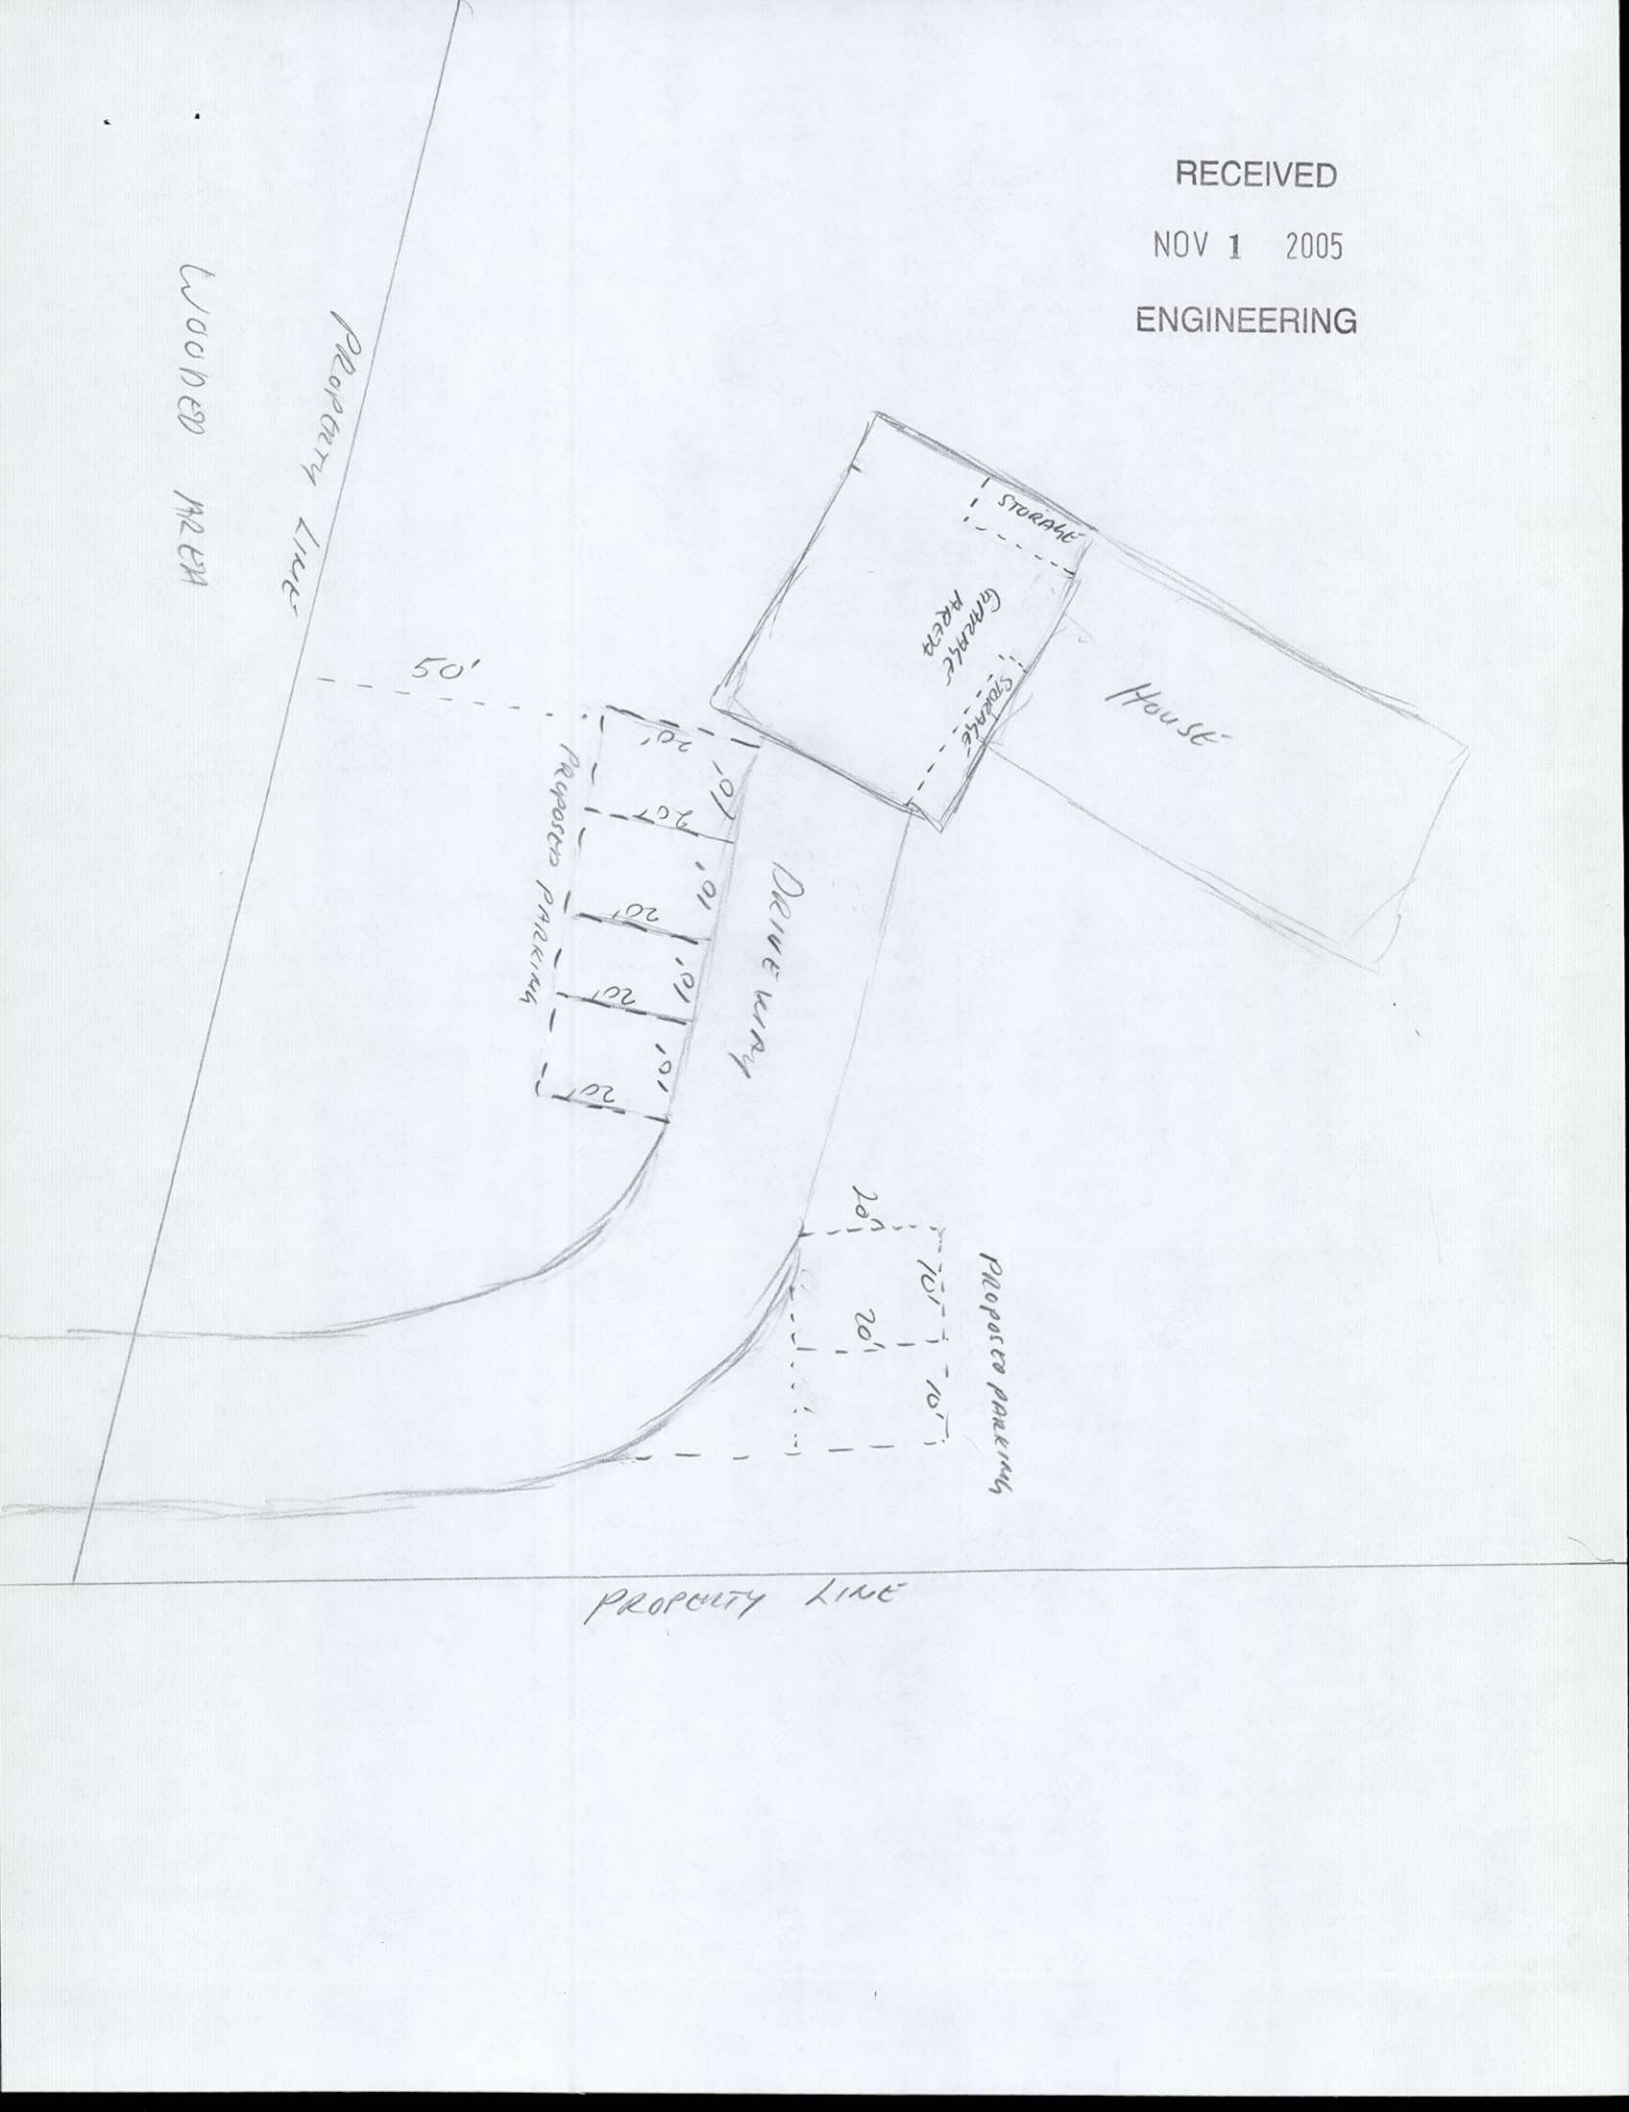 RECEIVED
NOV 1 2005
ENGINEERING
WOODED AREA
PROPERTY LINE
STORAGE
GARAGE
AREA
STORAGE
HOUSE
50'
20'
10'
20'
10'
20'
10'
20'
10'
20'
PROPOSED PARKING
DRIVEWAY
20'
10'
20'
10'
PROPOSED PARKING
PROPERTY LINE